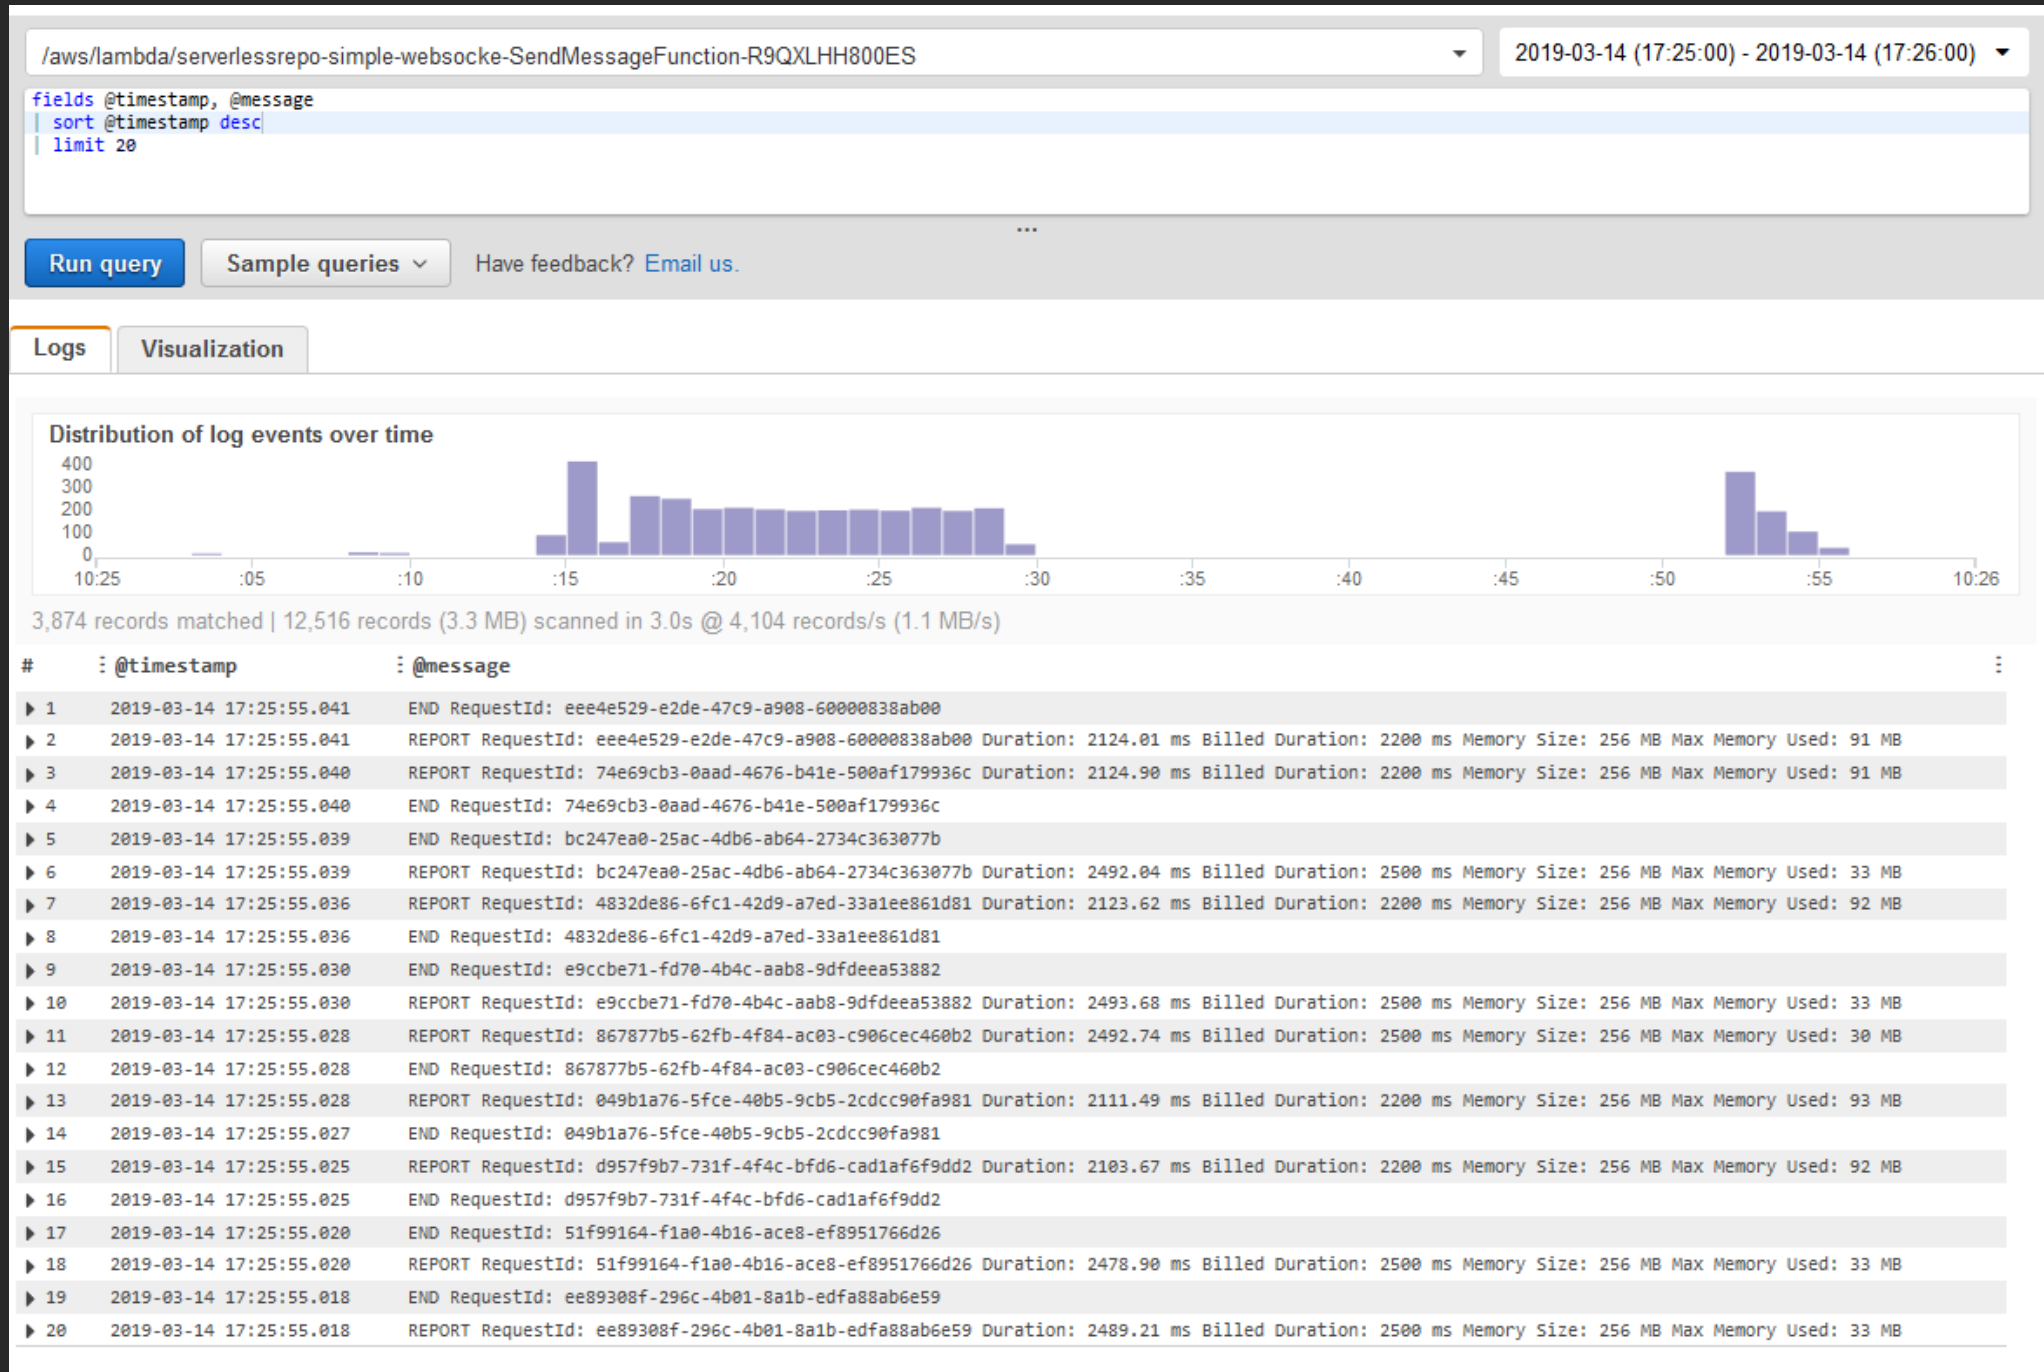 /aws/lambda/serverlessrepo-simple-websocke-SendMessageFunction-R9QXLHH800ES 2019-03-14 (17:25:00) - 2019-03-14 (17:26:00)
fields @timestamp, @message
| sort @timestamp desc
| limit 20
Run query Sample queries Have feedback? Email us.
Logs Visualization
Distribution of log events over time
400
300
200
100
0
10:25 :05 :10 :15 :20 :25 :30 :35 :40 :45 :50 :55 10:26
3,874 records matched | 12,516 records (3.3 MB) scanned in 3.0s @ 4,104 records/s (1.1 MB/s)
# @timestamp @message
1 2019-03-14 17:25:55.041 END RequestId: eee4e529-e2de-47c9-a908-60000838ab00
2 2019-03-14 17:25:55.041 REPORT RequestId: eee4e529-e2de-47c9-a908-60000838ab00 Duration: 2124.01 ms Billed Duration: 2200 ms Memory Size: 256 MB Max Memory Used: 91 MB
3 2019-03-14 17:25:55.040 REPORT RequestId: 74e69cb3-0aad-4676-b41e-500af179936c Duration: 2124.90 ms Billed Duration: 2200 ms Memory Size: 256 MB Max Memory Used: 91 MB
4 2019-03-14 17:25:55.040 END RequestId: 74e69cb3-0aad-4676-b41e-500af179936c
5 2019-03-14 17:25:55.039 END RequestId: bc247ea0-25ac-4db6-ab64-2734c363077b
6 2019-03-14 17:25:55.039 REPORT RequestId: bc247ea0-25ac-4db6-ab64-2734c363077b Duration: 2492.04 ms Billed Duration: 2500 ms Memory Size: 256 MB Max Memory Used: 33 MB
7 2019-03-14 17:25:55.036 REPORT RequestId: 4832de86-6fc1-42d9-a7ed-33a1ee861d81 Duration: 2123.62 ms Billed Duration: 2200 ms Memory Size: 256 MB Max Memory Used: 92 MB
8 2019-03-14 17:25:55.036 END RequestId: 4832de86-6fc1-42d9-a7ed-33a1ee861d81
9 2019-03-14 17:25:55.030 END RequestId: e9ccbe71-fd70-4b4c-aab8-9dfdeea53882
10 2019-03-14 17:25:55.030 REPORT RequestId: e9ccbe71-fd70-4b4c-aab8-9dfdeea53882 Duration: 2493.68 ms Billed Duration: 2500 ms Memory Size: 256 MB Max Memory Used: 33 MB
11 2019-03-14 17:25:55.028 REPORT RequestId: 867877b5-62fb-4f84-ac03-c906cec460b2 Duration: 2492.74 ms Billed Duration: 2500 ms Memory Size: 256 MB Max Memory Used: 30 MB
12 2019-03-14 17:25:55.028 END RequestId: 867877b5-62fb-4f84-ac03-c906cec460b2
13 2019-03-14 17:25:55.028 REPORT RequestId: 049b1a76-5fce-40b5-9cb5-2cdcc90fa981 Duration: 2111.49 ms Billed Duration: 2200 ms Memory Size: 256 MB Max Memory Used: 93 MB
14 2019-03-14 17:25:55.027 END RequestId: 049b1a76-5fce-40b5-9cb5-2cdcc90fa981
15 2019-03-14 17:25:55.025 REPORT RequestId: d957f9b7-731f-4f4c-bfd6-cad1af6f9dd2 Duration: 2103.67 ms Billed Duration: 2200 ms Memory Size: 256 MB Max Memory Used: 92 MB
16 2019-03-14 17:25:55.025 END RequestId: d957f9b7-731f-4f4c-bfd6-cad1af6f9dd2
17 2019-03-14 17:25:55.020 END RequestId: 51f99164-f1a0-4b16-ace8-ef8951766d26
18 2019-03-14 17:25:55.020 REPORT RequestId: 51f99164-f1a0-4b16-ace8-ef8951766d26 Duration: 2478.90 ms Billed Duration: 2500 ms Memory Size: 256 MB Max Memory Used: 33 MB
19 2019-03-14 17:25:55.018 END RequestId: ee89308f-296c-4b01-8a1b-edfa88ab6e59
20 2019-03-14 17:25:55.018 REPORT RequestId: ee89308f-296c-4b01-8a1b-edfa88ab6e59 Duration: 2489.21 ms Billed Duration: 2500 ms Memory Size: 256 MB Max Memory Used: 33 MB